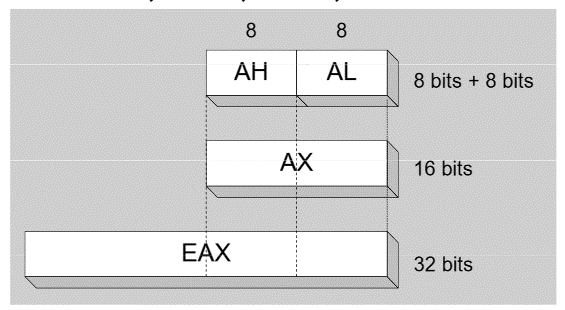 8 8
AH AL 8 bits + 8 bits
AX 16 bits
EAX 32 bits